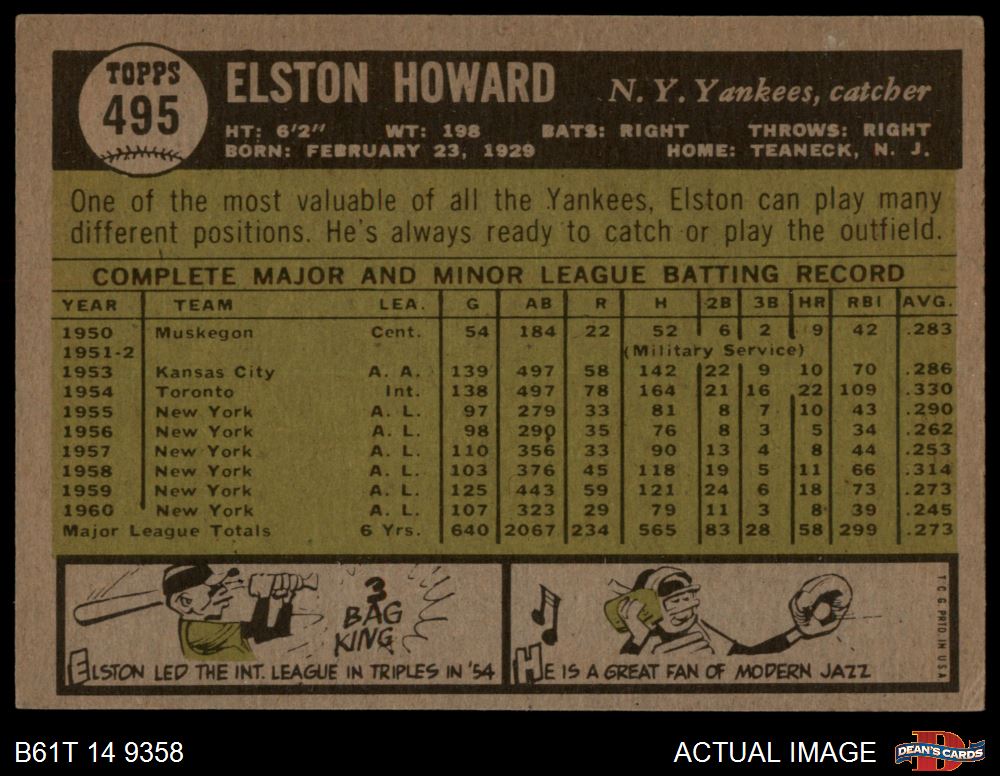 TOPPS
495
ELSTON HOWARD N. Y. Yankees, catcher
HT: 6'2" WT: 198 BATS: RIGHT THROWS: RIGHT
BORN: FEBRUARY 23, 1929 HOME: TEANECK, N. J.
One of the most valuable of all the Yankees, Elston can play many
different positions. He's always ready to catch or play the outfield.
COMPLETE MAJOR AND MINOR LEAGUE BATTING RECORD
YEAR TEAM LEA. G AB R H 2B 3B HR RBI AVG.
1950 Muskegon Cent. 54 184 22 52 6 2 9 42 .283
1951-2 (Military Service)
1953 Kansas City A. A. 139 497 58 142 22 9 10 70 .286
1954 Toronto Int. 138 497 78 164 21 16 22 109 .330
1955 New York A. L. 97 279 33 81 8 7 10 43 .290
1956 New York A. L. 98 290 35 76 8 3 5 34 .262
1957 New York A. L. 110 356 33 90 13 4 8 44 .253
1958 New York A. L. 103 376 45 118 19 5 11 66 .314
1959 New York A. L. 125 443 59 121 24 6 18 73 .273
1960 New York A. L. 107 323 29 79 11 3 8 39 .245
Major League Totals 6 Yrs. 640 2067 234 565 83 28 58 299 .273
3
BAG
KING
ELSTON LED THE INT. LEAGUE IN TRIPLES IN '54
HE IS A GREAT FAN OF MODERN JAZZ
T.C.G. PRTD. IN U.S.A.
B61T 14 9358 ACTUAL IMAGE
D
DEAN'S CARDS